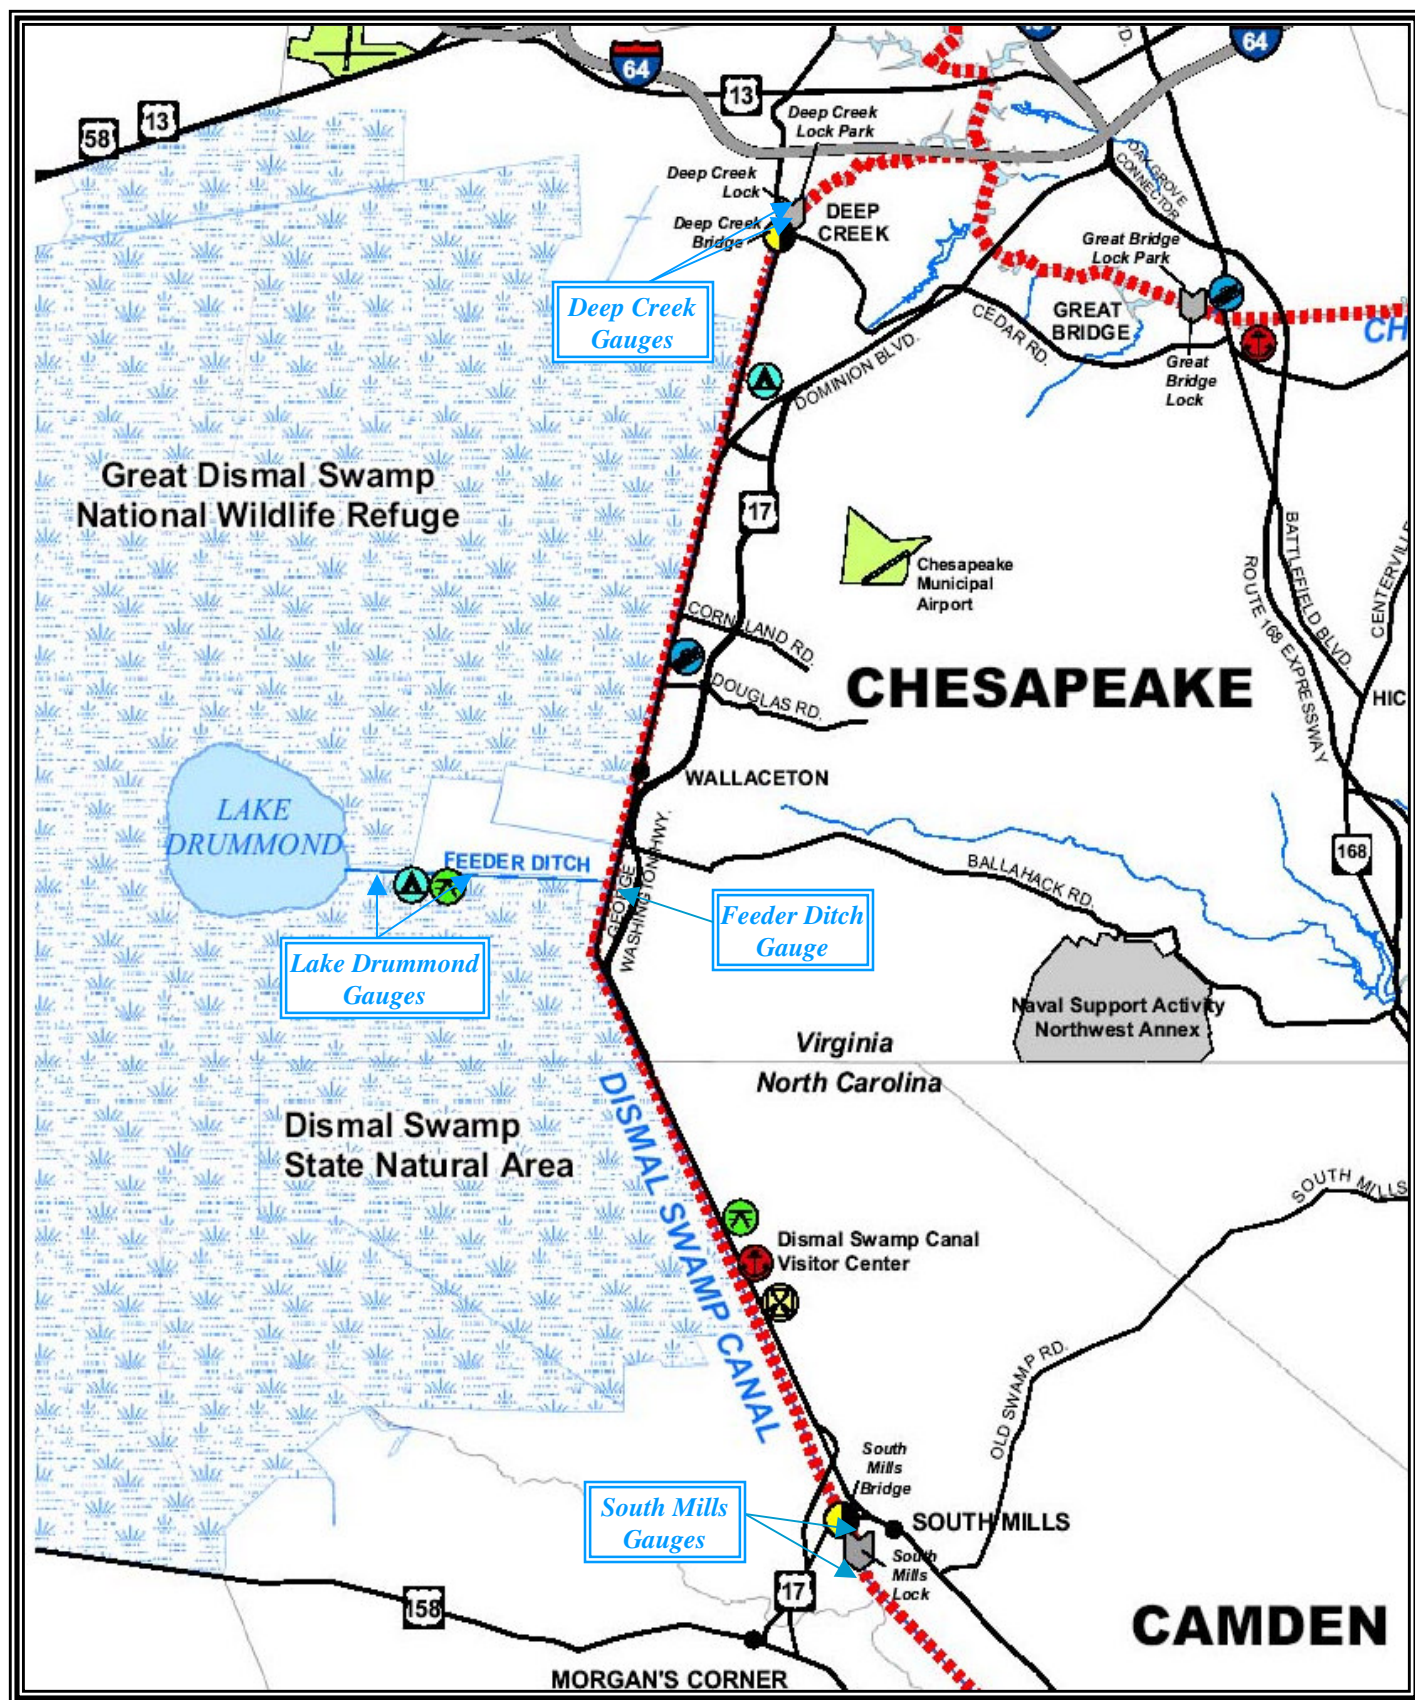 64
64
13
58
13
RD.
Deep Creek
Lock Park
Deep Creek
Lock
Deep Creek
Bridge
DEEP
CREEK
OAK GROVE
CONNECTOR
Great Bridge
Lock Park
GREAT
BRIDGE
Great
Bridge
Lock
CH
Deep Creek
Gauges
CEDAR RD.
DOMINION BLVD.
Great Dismal Swamp
National Wildlife Refuge
17
Chesapeake
Municipal
Airport
BATTLEFIELD BLVD.
ROUTE 168 EXPRESSWAY
CENTERVILL
CORNLAND RD.
DOUGLAS RD.
CHESAPEAKE
HIC
WALLACETON
LAKE
DRUMMOND
FEEDER DITCH
GEORGE
WASHINGTON HWY.
BALLAHACK RD.
168
Feeder Ditch
Gauge
Lake Drummond
Gauges
Naval Support Activity
Northwest Annex
Virginia
North Carolina
DISMAL SWAMP CANAL
Dismal Swamp
State Natural Area
SOUTH MILLS
Dismal Swamp Canal
Visitor Center
OLD SWAMP RD.
South
Mills
Bridge
South Mills
Gauges
SOUTH MILLS
South
Mills
Lock
17
158
CAMDEN
MORGAN'S CORNER